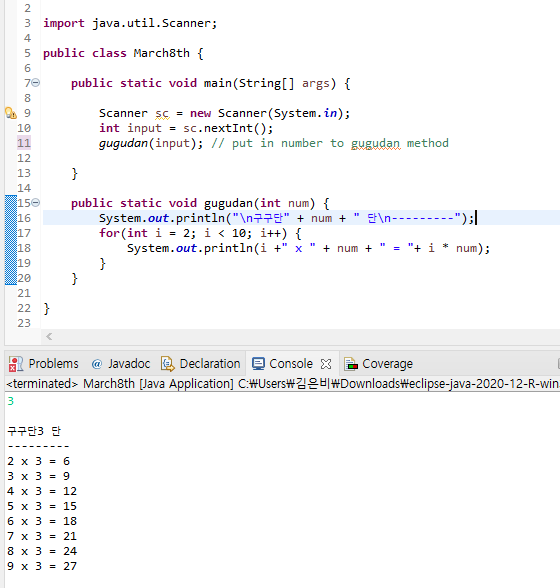 2
3 import java.util.Scanner;
4
5 public class March8th {
6
7 public static void main(String[] args) {
8
9 Scanner sc = new Scanner(System.in);
10 int input = sc.nextInt();
11 gugudan(input); // put in number to gugudan method
12
13 }
14
15 public static void gugudan(int num) {
16 System.out.println("\n구구단" + num + " 단\n---------");
17 for(int i = 2; i < 10; i++) {
18 System.out.println(i +" x " + num + " = "+ i * num);
19 }
20 }
21
22 }
23
Problems @ Javadoc Declaration Console Coverage
<terminated> March8th [Java Application] C:₩Users₩김은비₩Downloads₩eclipse-java-2020-12-R-win
3
구구단3 단
---------
2 x 3 = 6
3 x 3 = 9
4 x 3 = 12
5 x 3 = 15
6 x 3 = 18
7 x 3 = 21
8 x 3 = 24
9 x 3 = 27